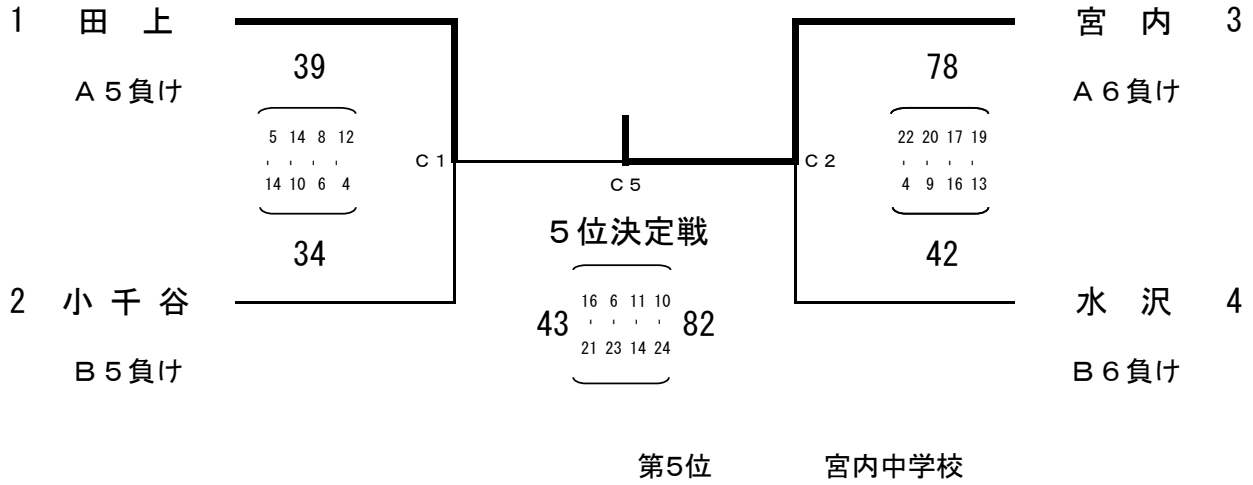 1 田 上 宮 内 3
39 78
A５負け A６負け
5 14 8 12 22 20 17 19
- - - - - - - -
14 10 6 4 4 9 16 13
C１ C２
C５
34 42
５位決定戦
2 小 千 谷 水 沢 4
16 6 11 10
43 - - - - 82
21 23 14 24
B５負け B６負け
第5位 宮内中学校